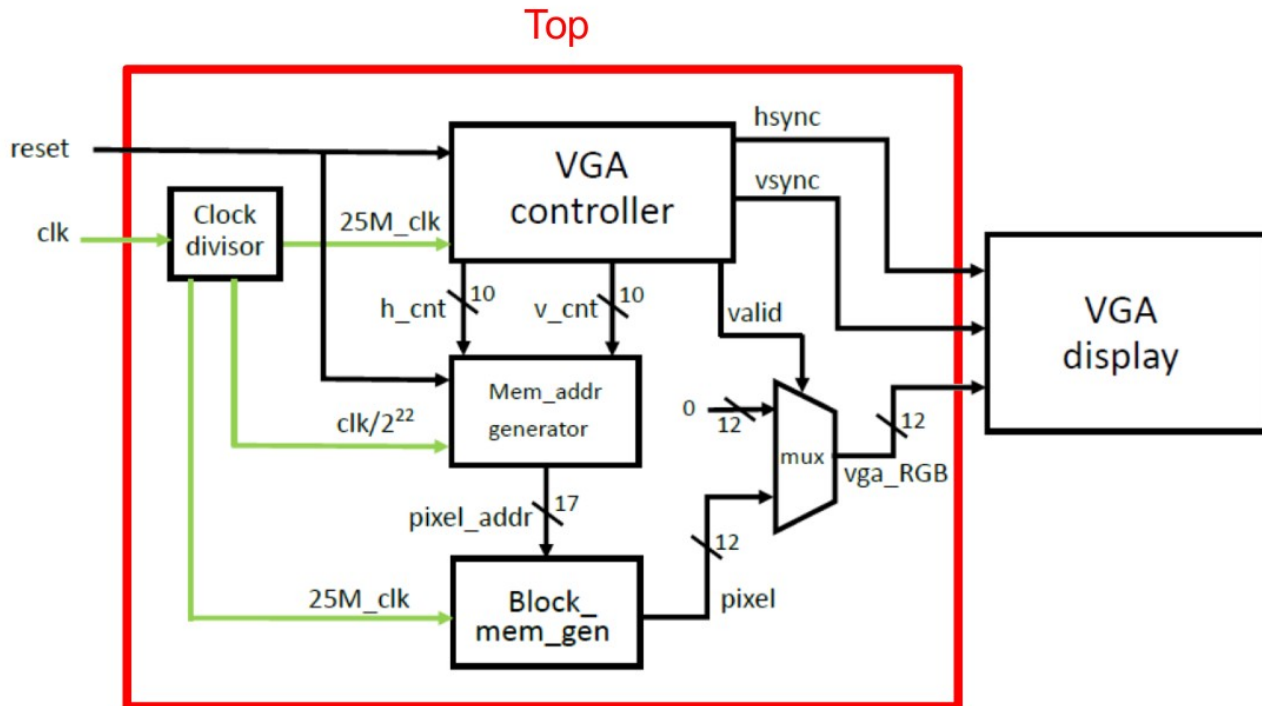 Top
reset
clk
Clock
divisor
25M_clk
VGA
controller
hsync
vsync
h_cnt
10
v_cnt
10
valid
VGA
display
Mem_addr
generator
clk/2²²
0
12
mux
12
vga_RGB
pixel_addr
17
12
pixel
25M_clk
Block_
mem_gen